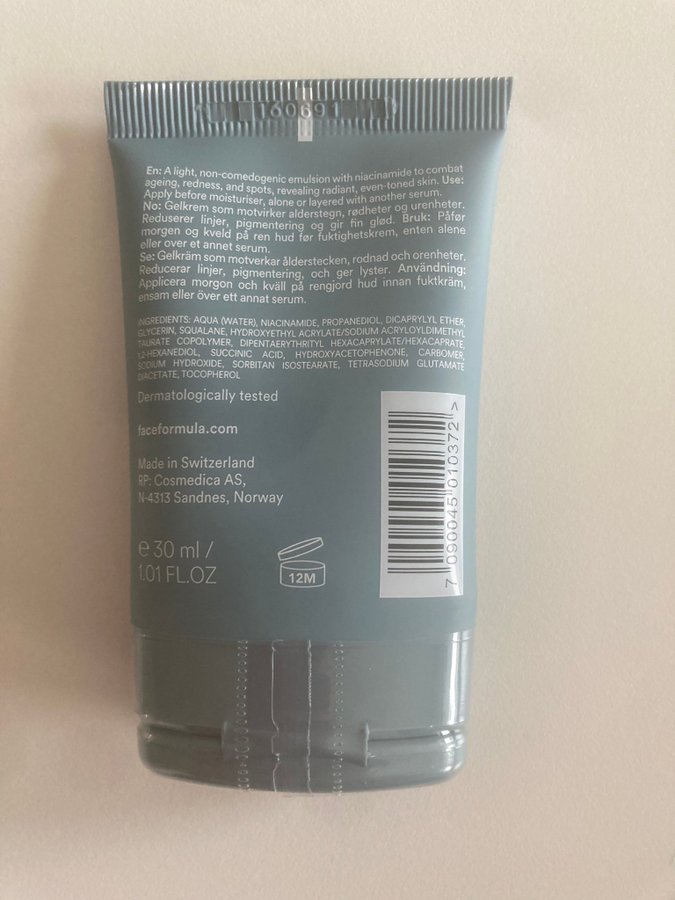 160691
En: A light, non-comedogenic emulsion with niacinamide to combat
ageing, redness, and spots, revealing radiant, even-toned skin. Use:
Apply before moisturiser, alone or layered with another serum.
No: Gelkrem som motvirker alderstegn, rødheter og urenheter.
Reduserer linjer, pigmentering og gir fin glød. Bruk: Påfør
morgen og kveld på ren hud før fuktighetskrem, enten alene
eller over et annet serum.
Se: Gelkräm som motverkar ålderstecken, rodnad och orenheter.
Reducerar linjer, pigmentering, och ger lyster. Användning:
Applicera morgon och kväll på rengjord hud innan fuktkräm,
ensam eller över ett annat serum.
INGREDIENTS: AQUA (WATER), NIACINAMIDE, PROPANEDIOL, DICAPRYLYL ETHER,
GLYCERIN, SQUALANE, HYDROXYETHYL ACRYLATE/SODIUM ACRYLOYLDIMETHYL
TAURATE COPOLYMER, DIPENTAERYTHRITYL HEXACAPRYLATE/HEXACAPRATE,
1,2-HEXANEDIOL, SUCCINIC ACID, HYDROXYACETOPHENONE, CARBOMER,
SODIUM HYDROXIDE, SORBITAN ISOSTEARATE, TETRASODIUM GLUTAMATE
DIACETATE, TOCOPHEROL
Dermatologically tested
faceformula.com
Made in Switzerland
RP: Cosmedica AS,
N-4313 Sandnes, Norway
e 30 ml /
1.01 FL.OZ
12M
7 090045 010372 >